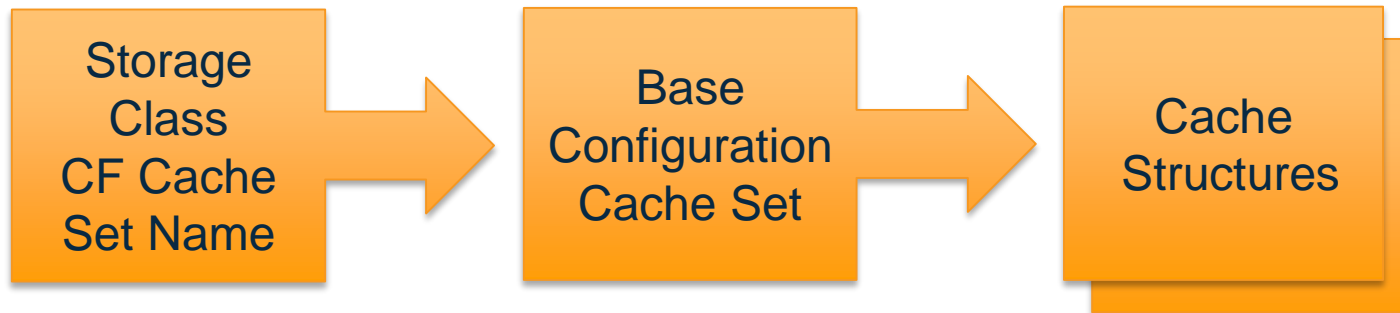 Storage
Class
CF Cache
Set Name
Base
Configuration
Cache Set
Cache
Structures